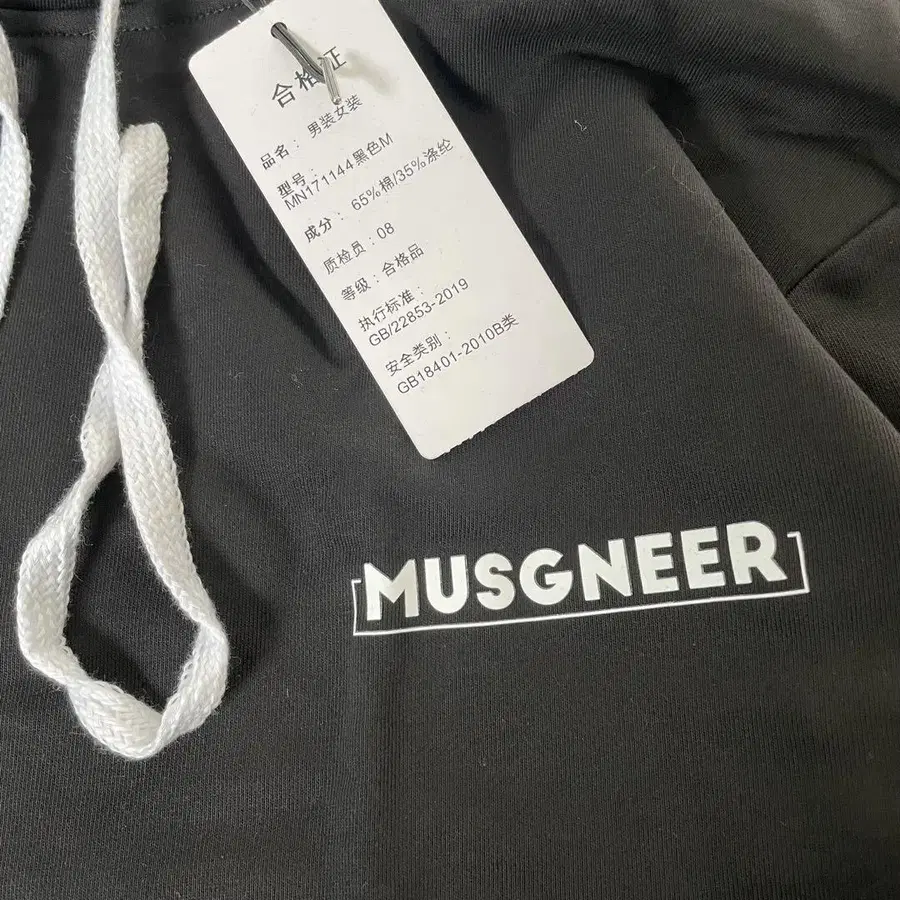 合格证
品名： 男装女装
型号：
MN171144黑色M
成分： 65%棉/35%涤纶
质检员：08
等级：合格品
执行标准：
GB/22853-2019
安全类别：
GB18401-2010B类
MUSGNEER